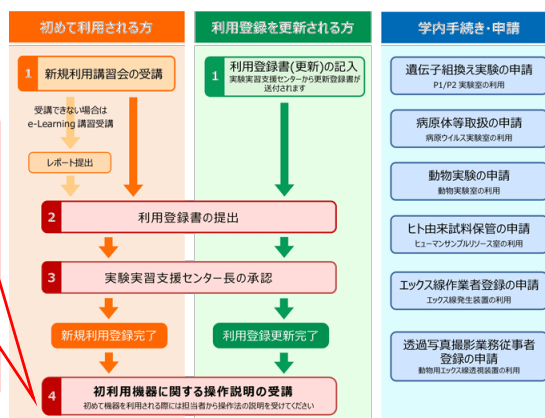 初めて利用される方
利用登録を更新される方
学内手続き・申請
1 新規利用講習会の受講
受講できない場合は
e-Learning 講習受講
レポート提出
1 利用登録書(更新)の記入
実験実習支援センターから更新登録書が
送付されます
2 利用登録書の提出
3 実験実習支援センター長の承認
新規利用登録完了
利用登録更新完了
4 初利用機器に関する操作説明の受講
初めて機器を利用される際には担当者から操作法の説明を受けてください
遺伝子組換え実験の申請
P1/P2 実験室の利用
病原体等取扱の申請
病原ウイルス実験室の利用
動物実験の申請
動物実験室の利用
ヒト由来試料保管の申請
ヒューマンサンプルリソース室の利用
エックス線作業者登録の申請
エックス線発生装置の利用
透過写真撮影業務従事者
登録の申請
動物用エックス線透視装置の利用